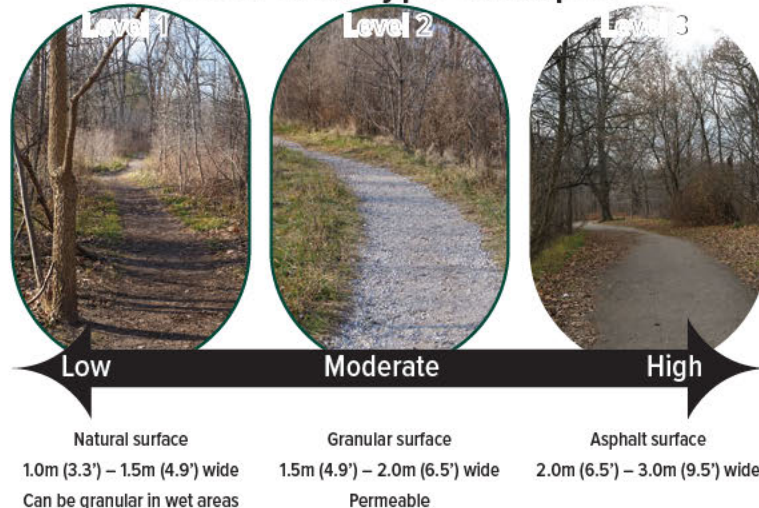 Level 1
Level 2
Level 3
Low
Moderate
High
Natural surface
Granular surface
Asphalt surface
1.0m (3.3') – 1.5m (4.9') wide
1.5m (4.9') – 2.0m (6.5') wide
2.0m (6.5') – 3.0m (9.5') wide
Can be granular in wet areas
Permeable